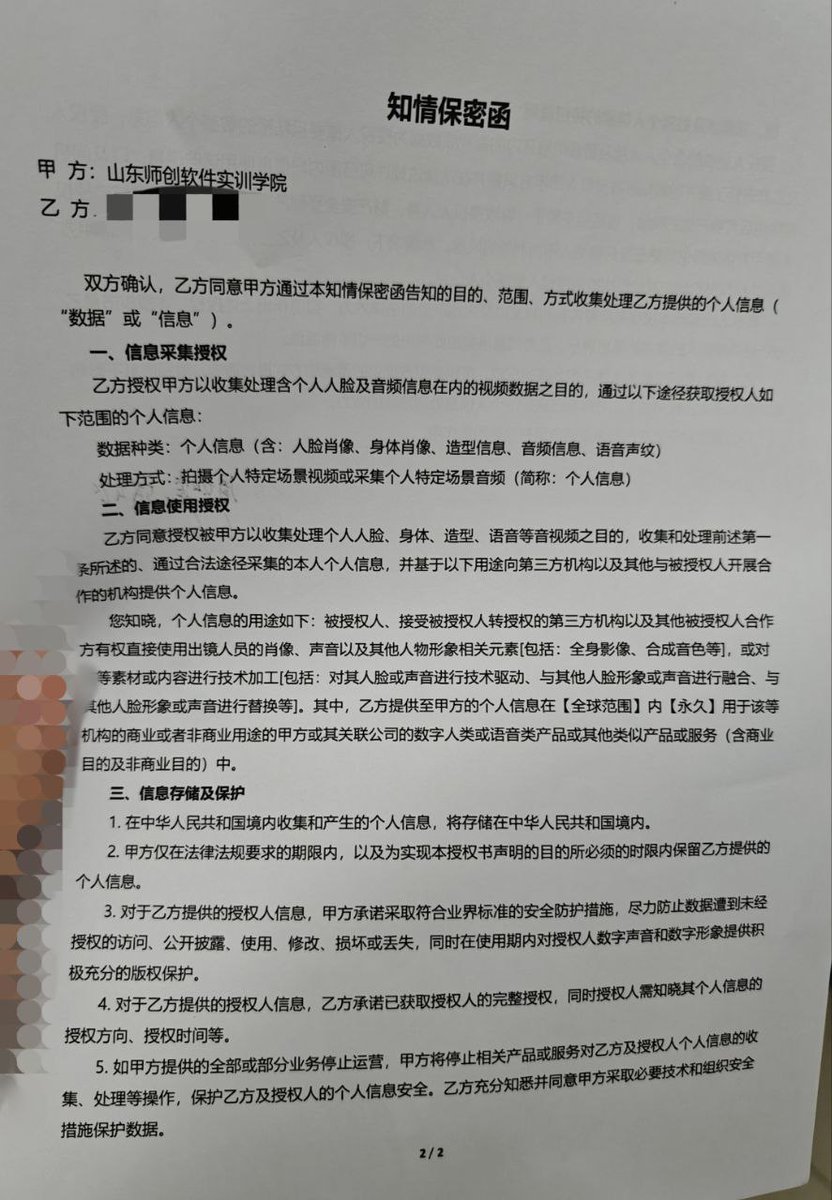 知情保密函
甲 方：山东师创软件实训学院
乙 方.
双方确认，乙方同意甲方通过本知情保密函告知的目的、范围、方式收集处理乙方提供的个人信息（
“数据”或“信息”）。
一、信息采集授权
乙方授权甲方以收集处理含个人人脸及音频信息在内的视频数据之目的，通过以下途径获取授权人如
下范围的个人信息：
数据种类：个人信息（含：人脸肖像、身体肖像、造型信息、音频信息、语音声纹）
处理方式：拍摄个人特定场景视频或采集个人特定场景音频（简称：个人信息）
二、信息使用授权
乙方同意授权被甲方以收集处理个人人脸、身体、造型、语音等音视频之目的，收集和处理前述第一
条所述的、通过合法途径采集的本人个人信息，并基于以下用途向第三方机构以及其他与被授权人开展合
作的机构提供个人信息。
您知晓，个人信息的用途如下：被授权人、接受被授权人转授权的第三方机构以及其他被授权人合作
方有权直接使用出镜人员的肖像、声音以及其他人物形象相关元素[包括：全身影像、合成音色等]，或对
等素材或内容进行技术加工[包括：对其人脸或声音进行技术驱动、与其他人脸形象或声音进行融合、与
其他人脸形象或声音进行替换等]。其中，乙方提供至甲方的个人信息在【全球范围】内【永久】用于该等
机构的商业或者非商业用途的甲方或其关联公司的数字人类或语音类产品或其他类似产品或服务（含商业
目的及非商业目的）中。
三、信息存储及保护
1. 在中华人民共和国境内收集和产生的个人信息，将存储在中华人民共和国境内。
2. 甲方仅在法律法规要求的期限内，以及为实现本授权书声明的目的所必须的时限内保留乙方提供的
个人信息。
3. 对于乙方提供的授权人信息，甲方承诺采取符合业界标准的安全防护措施，尽力防止数据遭到未经
授权的访问、公开披露、使用、修改、损坏或丢失，同时在使用期内对授权人数字声音和数字形象提供积
极充分的版权保护。
4. 对于乙方提供的授权人信息，乙方承诺已获取授权人的完整授权，同时授权人需知晓其个人信息的
授权方向、授权时间等。
5. 如甲方提供的全部或部分业务停止运营，甲方将停止相关产品或服务对乙方及授权人个人信息的收
集、处理等操作，保护乙方及授权人的个人信息安全。乙方充分知悉并同意甲方采取必要技术和组织安全
措施保护数据。
2 / 2